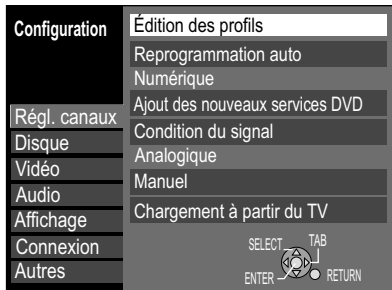 Configuration
Régl. canaux
Disque
Vidéo
Audio
Affichage
Connexion
Autres
Édition des profils
Reprogrammation auto
Numérique
Ajout des nouveaux services DVD
Condition du signal
Analogique
Manuel
Chargement à partir du TV
SELECT TAB
ENTER RETURN